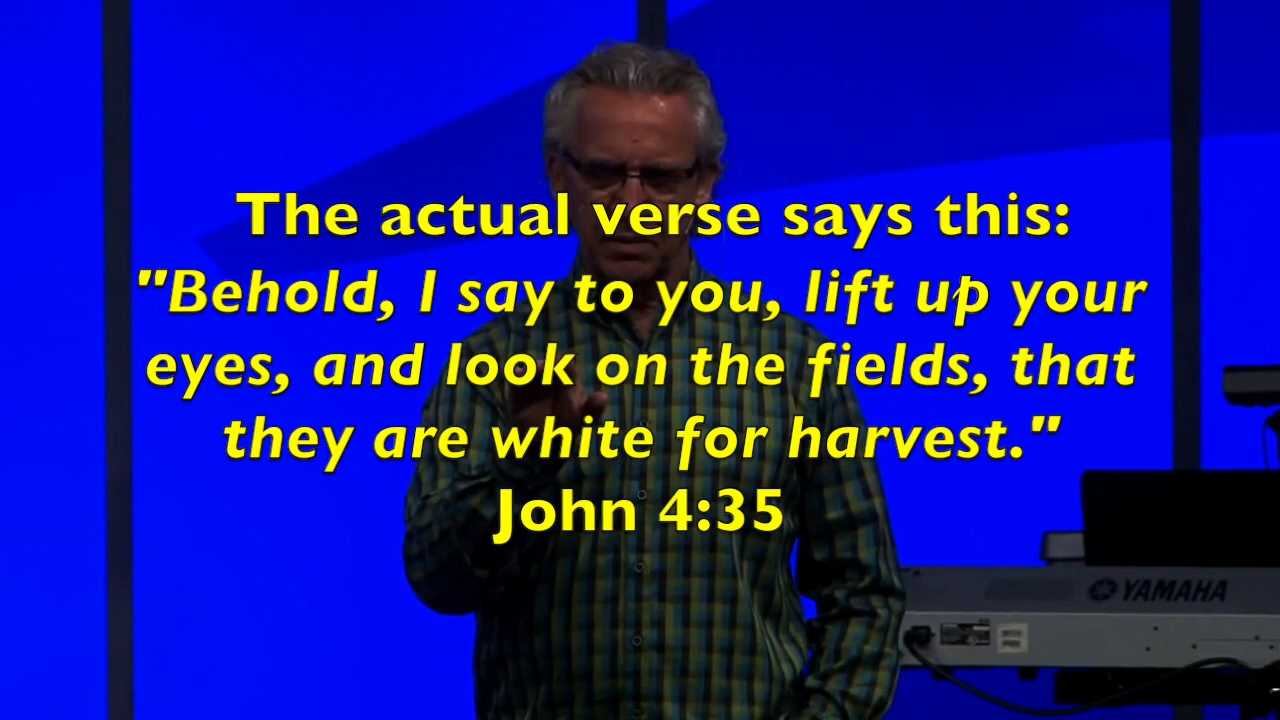 The actual verse says this:
"Behold, I say to you, lift up your
eyes, and look on the fields, that
they are white for harvest."
John 4:35
YAMAHA